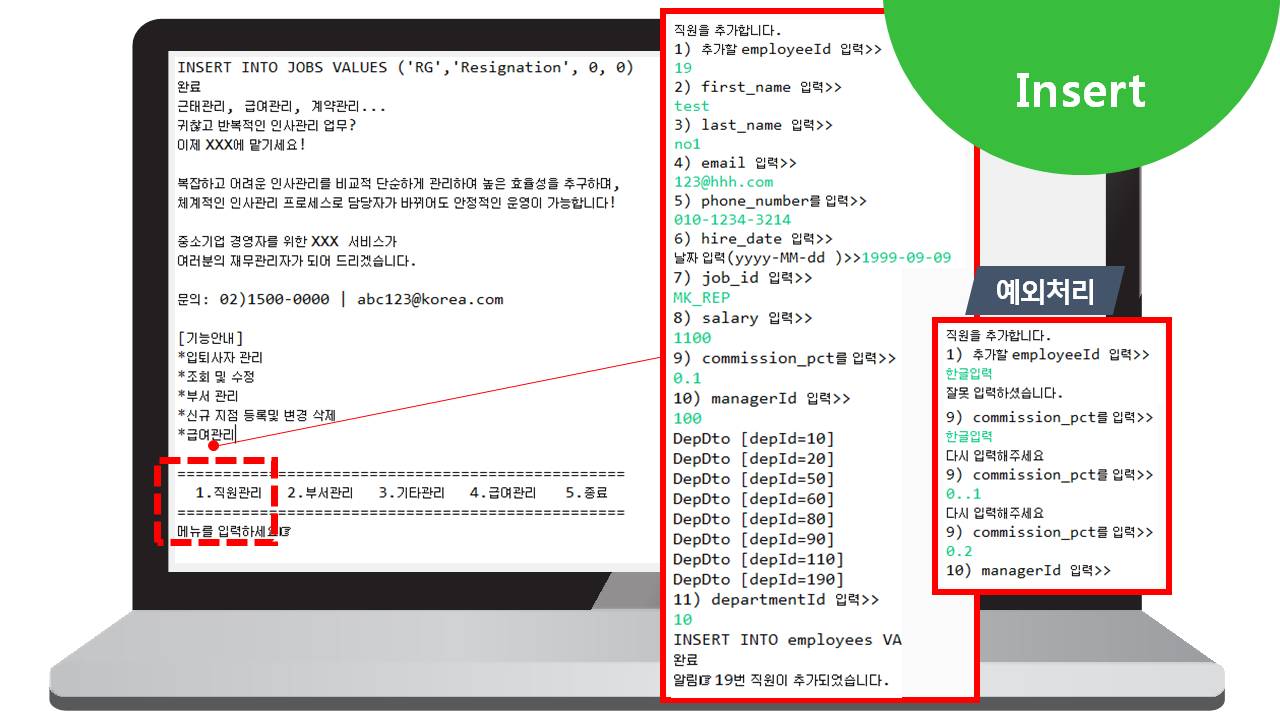 INSERT INTO JOBS VALUES ('RG','Resignation', 0, 0)
완료
근태관리, 급여관리, 계약관리...
귀찮고 반복적인 인사관리 업무?
이제 XXX에 맡기세요!
복잡하고 어려운 인사관리를 비교적 단순하게 관리하여 높은 효율성을 추구하며,
체계적인 인사관리 프로세스로 담당자가 바뀌어도 안정적인 운영이 가능합니다!
중소기업 경영자를 위한 XXX 서비스가
여러분의 재무관리자가 되어 드리겠습니다.
문의: 02)1500-0000 | abc123@korea.com
[기능안내]
*입퇴사자 관리
*조회 및 수정
*부서 관리
*신규 지점 등록및 변경 삭제
*급여관리
====================================================
1.직원관리 2.부서관리 3.기타관리 4.급여관리 5.종료
====================================================
메뉴를 입력하세요☞
직원을 추가합니다.
1) 추가할 employeeId 입력>>
19
2) first_name 입력>>
test
3) last_name 입력>>
no1
4) email 입력>>
123@hhh.com
5) phone_number를 입력>>
010-1234-3214
6) hire_date 입력>>
날짜 입력(yyyy-MM-dd )>>1999-09-09
7) job_id 입력>>
MK_REP
8) salary 입력>>
1100
9) commission_pct를 입력>>
0.1
10) managerId 입력>>
100
DepDto [depId=10]
DepDto [depId=20]
DepDto [depId=50]
DepDto [depId=60]
DepDto [depId=80]
DepDto [depId=90]
DepDto [depId=110]
DepDto [depId=190]
11) departmentId 입력>>
10
INSERT INTO employees VA
완료
알림☞ 19번 직원이 추가되었습니다.
Insert
예외처리
직원을 추가합니다.
1) 추가할 employeeId 입력>>
한글입력
잘못 입력하셨습니다.
9) commission_pct를 입력>>
한글입력
다시 입력해주세요
9) commission_pct를 입력>>
0..1
다시 입력해주세요
9) commission_pct를 입력>>
0.2
10) managerId 입력>>